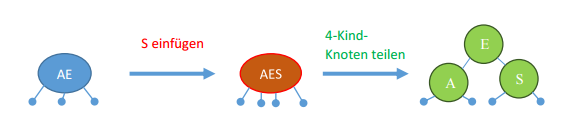 AE
S einfügen
AES
4-Kind-
Knoten teilen
E
A
S